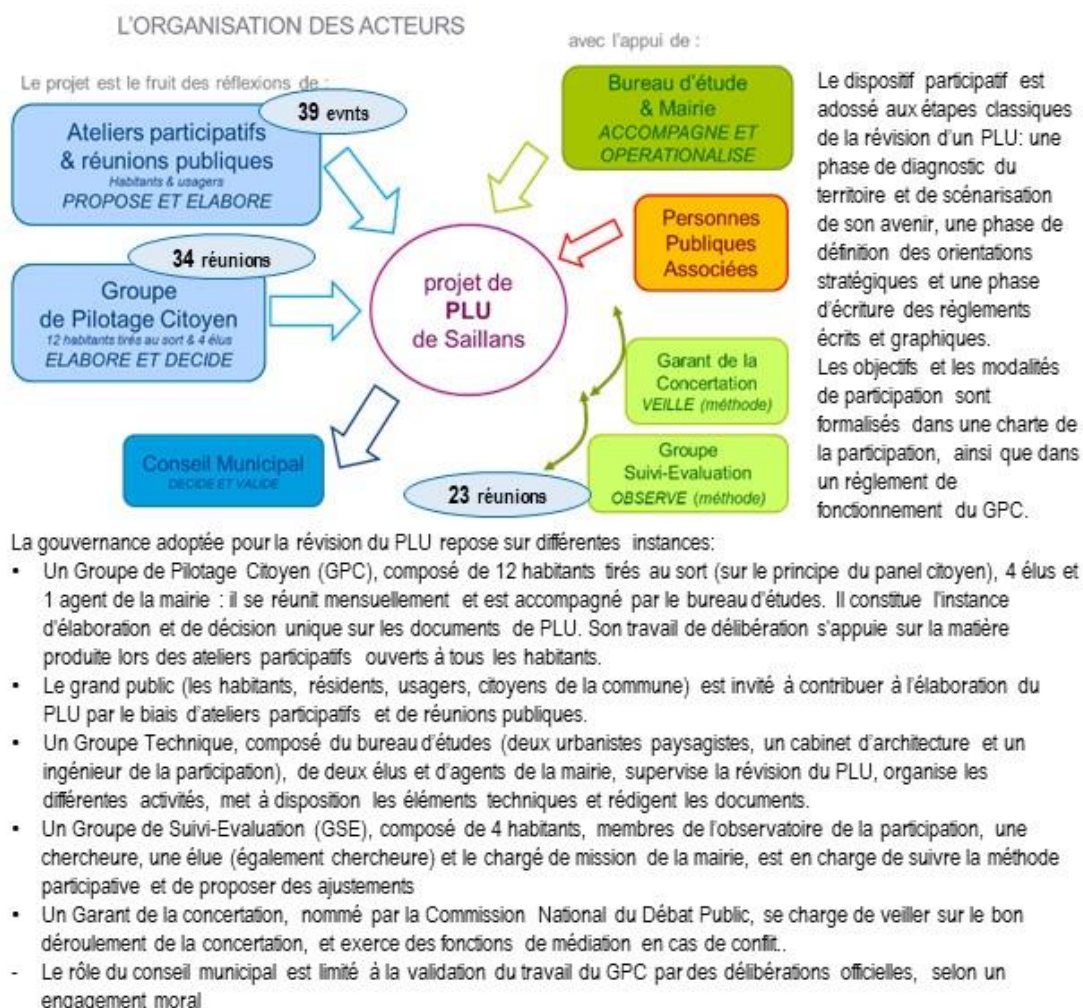 L'ORGANISATION DES ACTEURS
Le projet est le fruit des réflexions de :
avec l'appui de :
39 evnts
Ateliers participatifs
& réunions publiques
Habitants & usagers
PROPOSE ET ELABORE
34 réunions
Groupe
de Pilotage Citoyen
12 habitants tirés au sort & 4 élus
ELABORE ET DECIDE
Conseil Municipal
DECIDE ET VALIDE
projet de
PLU
de Saillans
Bureau d'étude
& Mairie
ACCOMPAGNE ET
OPERATIONALISE
Personnes
Publiques
Associées
Garant de la
Concertation
VEILLE (méthode)
Groupe
Suivi-Evaluation
OBSERVE (méthode)
23 réunions
Le dispositif participatif est
adossé aux étapes classiques
de la révision d'un PLU: une
phase de diagnostic du
territoire et de scénarisation
de son avenir, une phase de
définition des orientations
stratégiques et une phase
d'écriture des règlements
écrits et graphiques.
Les objectifs et les modalités
de participation sont
formalisés dans une charte de
la participation, ainsi que dans
un règlement de
fonctionnement du GPC.
La gouvernance adoptée pour la révision du PLU repose sur différentes instances:
• Un Groupe de Pilotage Citoyen (GPC), composé de 12 habitants tirés au sort (sur le principe du panel citoyen), 4 élus et
1 agent de la mairie : il se réunit mensuellement et est accompagné par le bureau d'études. Il constitue l'instance
d'élaboration et de décision unique sur les documents de PLU. Son travail de délibération s'appuie sur la matière
produite lors des ateliers participatifs ouverts à tous les habitants.
• Le grand public (les habitants, résidents, usagers, citoyens de la commune) est invité à contribuer à l'élaboration du
PLU par le biais d'ateliers participatifs et de réunions publiques.
• Un Groupe Technique, composé du bureau d'études (deux urbanistes paysagistes, un cabinet d'architecture et un
ingénieur de la participation), de deux élus et d'agents de la mairie, supervise la révision du PLU, organise les
différentes activités, met à disposition les éléments techniques et rédigent les documents.
• Un Groupe de Suivi-Evaluation (GSE), composé de 4 habitants, membres de l'observatoire de la participation, une
chercheure, une élue (également chercheure) et le chargé de mission de la mairie, est en charge de suivre la méthode
participative et de proposer des ajustements
• Un Garant de la concertation, nommé par la Commission National du Débat Public, se charge de veiller sur le bon
déroulement de la concertation, et exerce des fonctions de médiation en cas de conflit..
- Le rôle du conseil municipal est limité à la validation du travail du GPC par des délibérations officielles, selon un
engagement moral